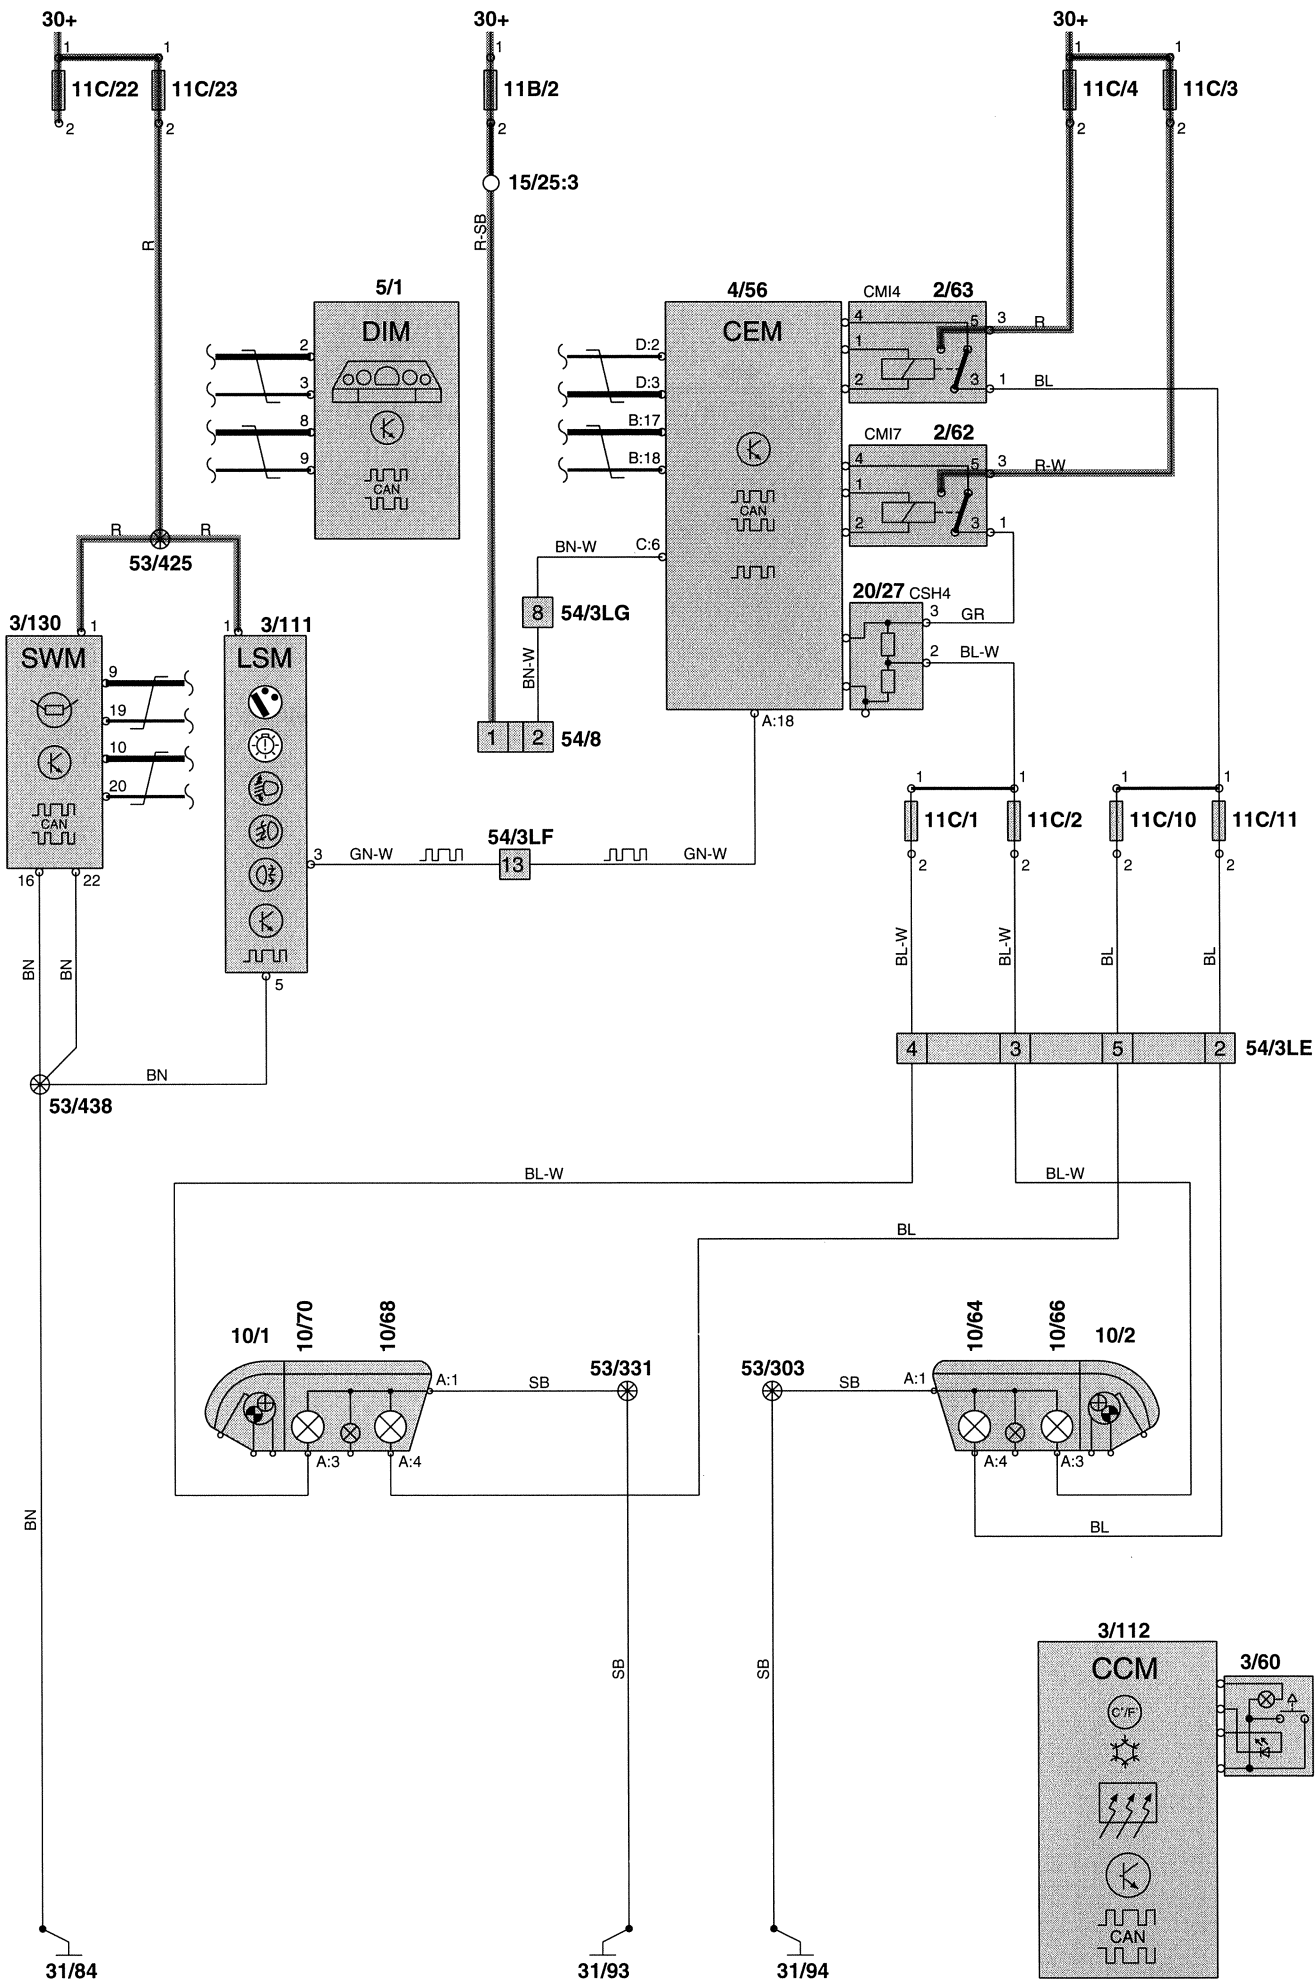 30+ 30+ 30+
1 1 1 1 1
11C/22 11C/23 11B/2 11C/4 11C/3
2 2 2 2 2
15/25:3
R R-SB
5/1 4/56 CMI4 2/63
DIM CEM 4 5 3 R
2 D:2 1
3 D:3 2 3 1 BL
8 B:17 CMI7 2/62
9 B:18 4 5 3 R-W
CAN CAN 1
R R 2 3 1
53/425 BN-W C:6
8 54/3LG 20/27 CSH4
3 GR
3/130 1 1 3/111 2 BL-W
SWM LSM BN-W
9
19 A:18
10 1 2 54/8
20
CAN 1 1 1 1
11C/1 11C/2 11C/10 11C/11
54/3LF
3 GN-W 13 GN-W 2 2 2 2
16 22
BN BN 5 BL-W BL-W BL BL
4 3 5 2 54/3LE
BN
53/438
BL-W BL-W
BL
10/1 10/70 10/68 53/331 53/303 10/64 10/66 10/2
A:1 SB SB A:1
A:3 A:4 A:4 A:3
BN BL
3/112
CCM 3/60
SB SB
C°/F°
CAN
31/84 31/93 31/94